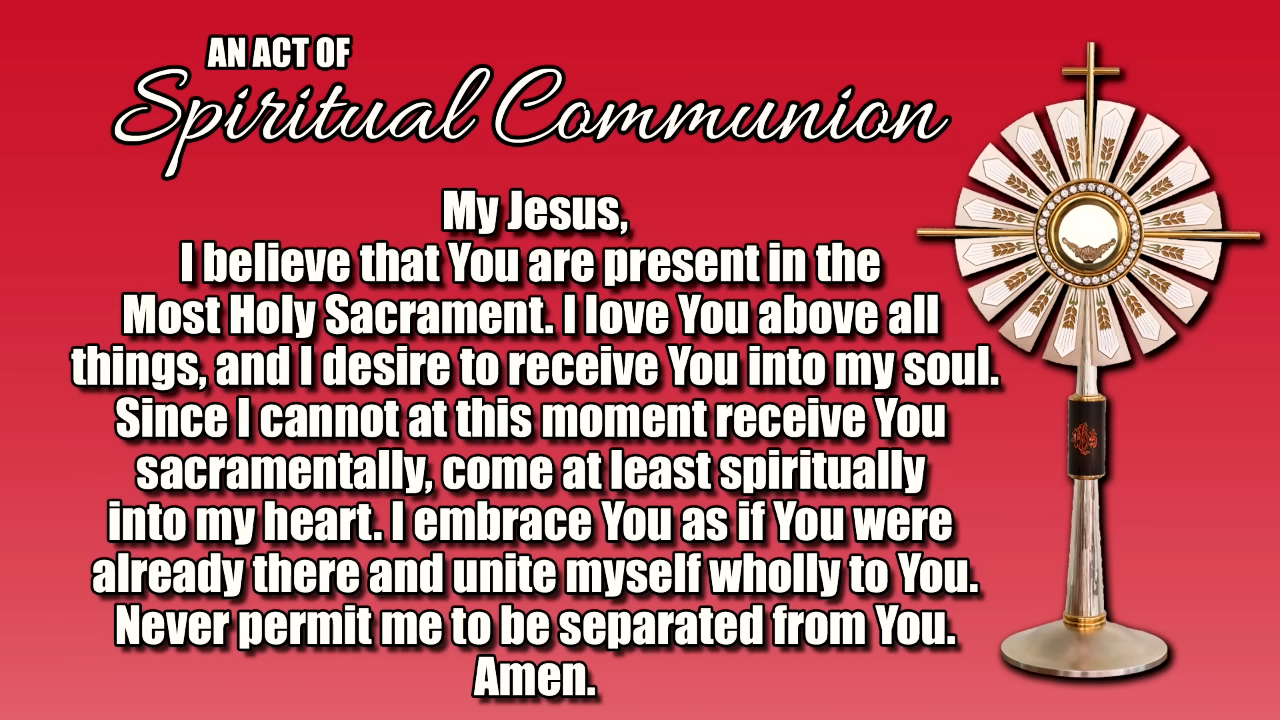 AN ACT OF
Spiritual Communion
My Jesus,
I believe that You are present in the
Most Holy Sacrament. I love You above all
things, and I desire to receive You into my soul.
Since I cannot at this moment receive You
sacramentally, come at least spiritually
into my heart. I embrace You as if You were
already there and unite myself wholly to You.
Never permit me to be separated from You.
Amen.